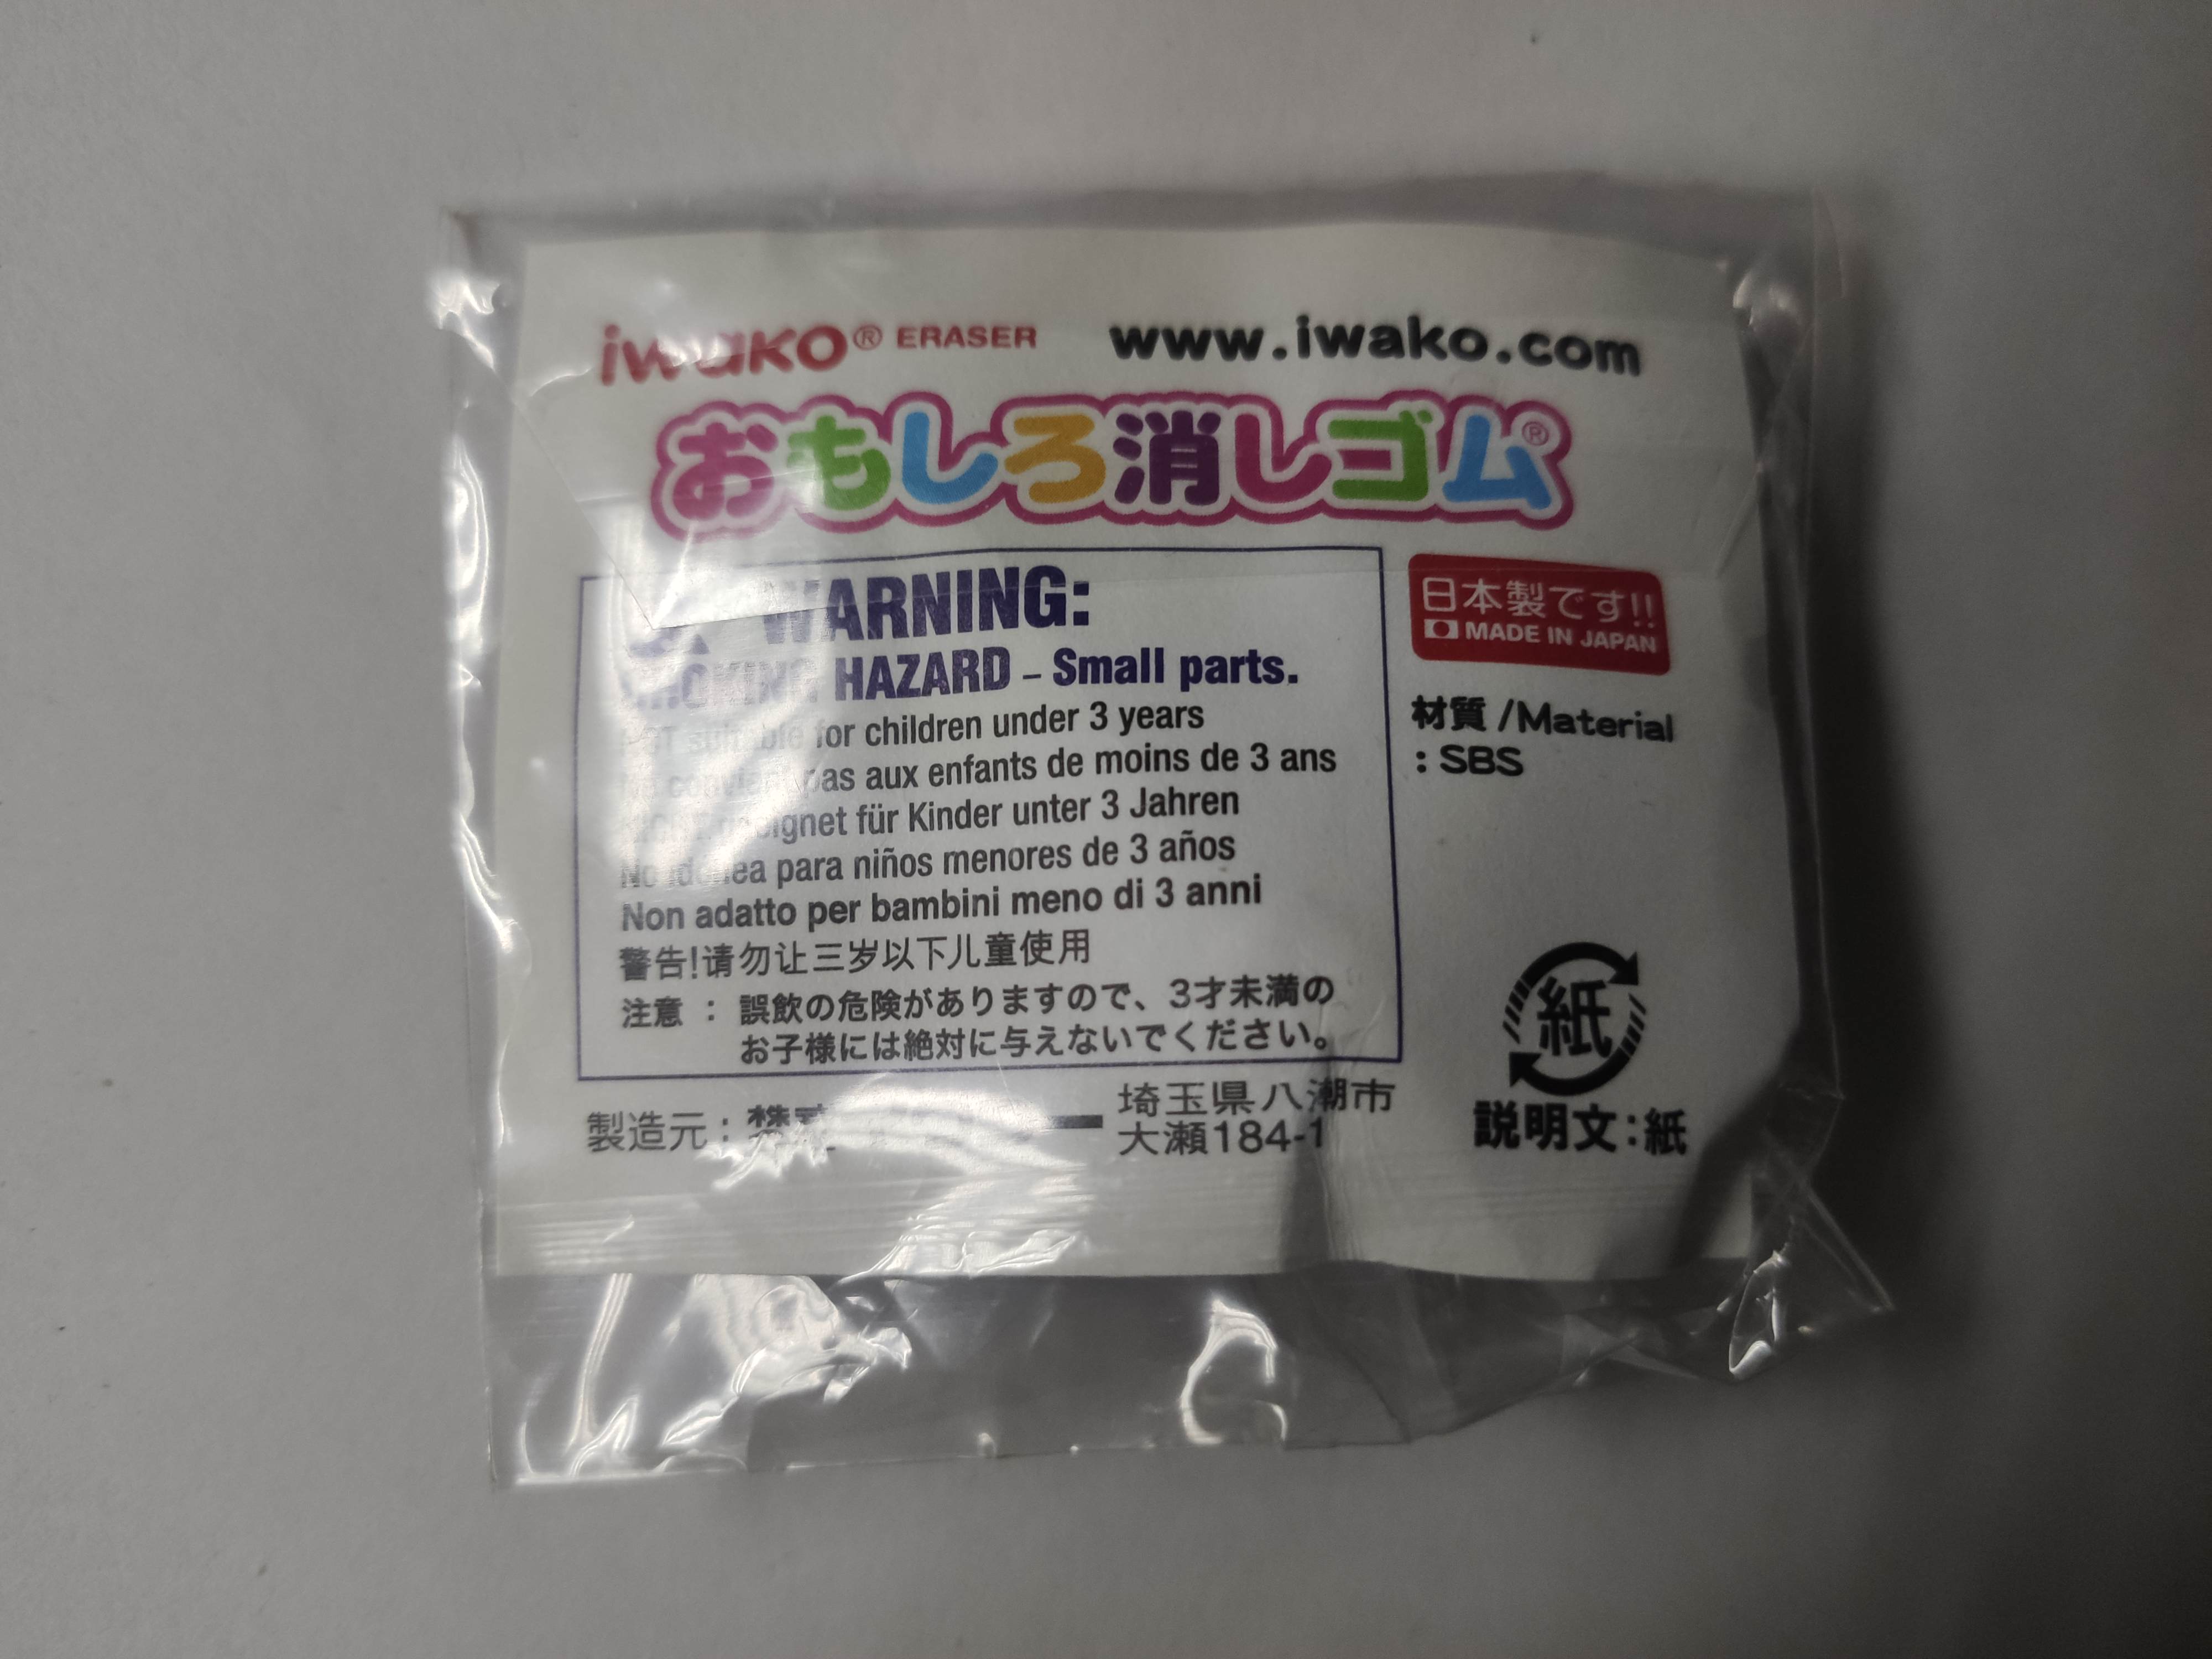 iwako® ERASER www.iwako.com
おもしろ消しゴム®
WARNING:
HAZARD – Small parts.
for children under 3 years
pas aux enfants de moins de 3 ans
für Kinder unter 3 Jahren
No idonea para niños menores de 3 años
Non adatto per bambini meno di 3 anni
警告!请勿让三岁以下儿童使用
注意 : 誤飲の危険がありますので、3才未満の
お子様には絶対に与えないでください。
日本製です!!
MADE IN JAPAN
材質/Material
: SBS
紙
説明文:紙
製造元:
埼玉県八潮市
大瀬184-1